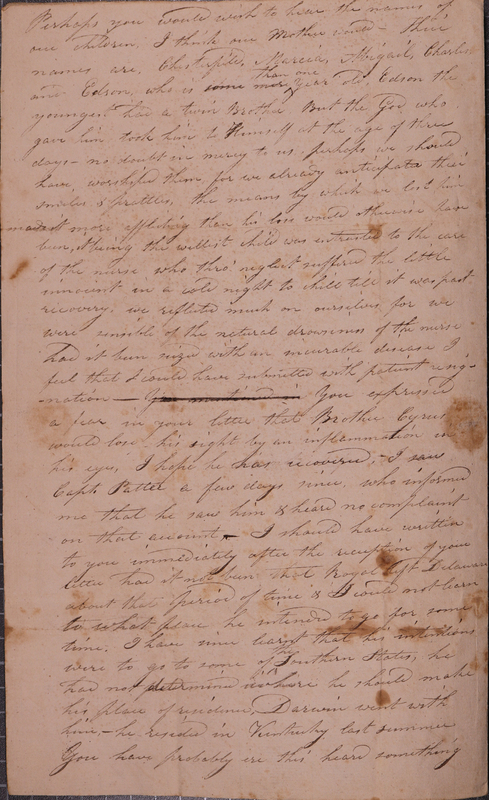 Perhaps you would wish to hear the names of
our Children, I think our Mother would - Their
names are, Chestophiles, Marcia, Abigail, Charles
and Edson, who is some more than one year old, Edson the
youngest had a twin Brother, But the God who
gave him took him to Himself at the age of three
days - no doubt in mercy to us, perhaps we should
have worshiped them, for we already anticipated their
smiles & prattles, the means by which we lost him
made it more afflicting than his loss would otherwise have
been, it being the wellest child was entrusted to the care
of the nurse who thro' neglect suffered the little
innocent in a cold night to chill till it was past
recovery, we reflected much on ourselves for we
were sensible of the natural drowsiness of the nurse
had it been seized with an incurable disease I
feel that I could have submitted with patient resig-
-nation - You expressed
a fear in your letter that Brother Cyrus
would lose his sight by an inflammation in
his eyes, I hope he has recovered, - I saw
Capt. a few days since, who informed
me that he saw him & heard no complaint
on that account, - I should have written
to you immediately after the reception of your
letter had it not been that Royal left Delaware
about that period of time & I could not learn
to what place he intended to go for some
time, I have since learnt that his intentions
were to go to some of the Southern States, he
had not determined where he should make
his place of residence, Darwin went with
him, - he resided in Kentucky last summer
You have probably ere this heard something